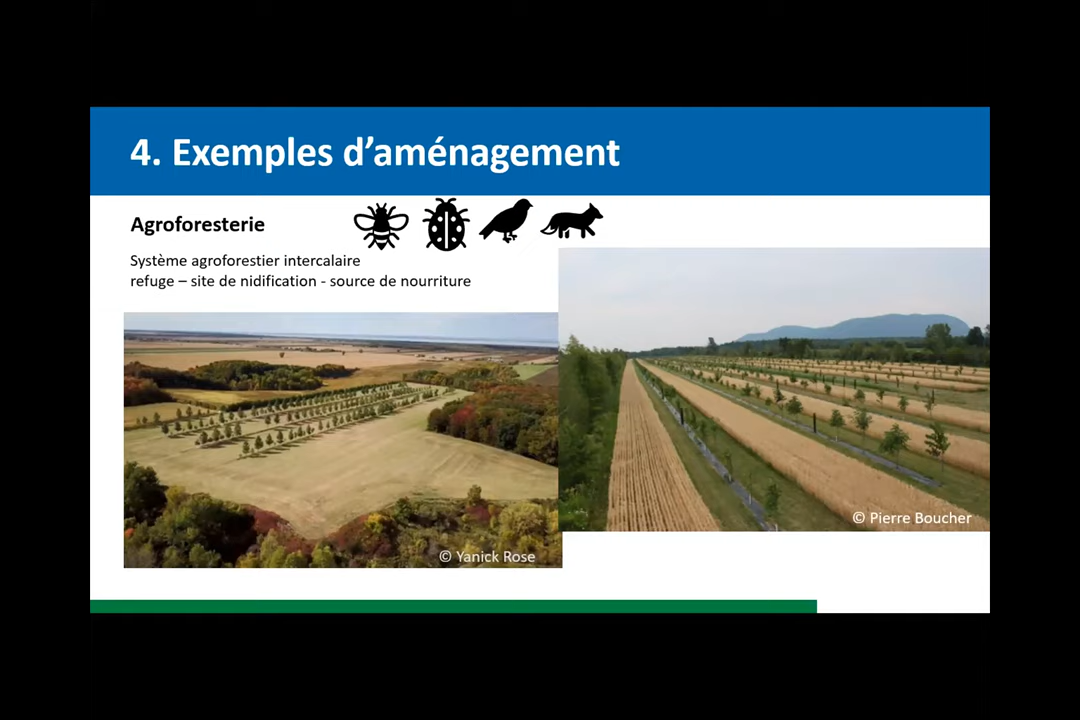 4. Exemples d’aménagement
Agroforesterie
Système agroforestier intercalaire
refuge – site de nidification - source de nourriture
© Yanick Rose
© Pierre Boucher